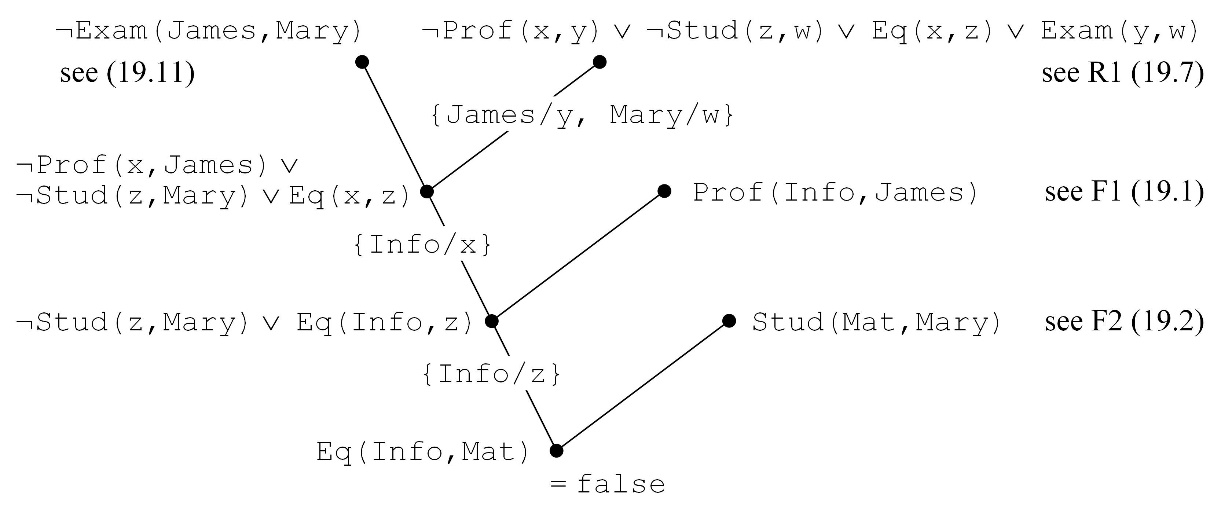 ¬Exam(James,Mary) ¬Prof(x,y) ∨ ¬Stud(z,w) ∨ Eq(x,z) ∨ Exam(y,w)
see (19.11) see R1 (19.7)
{James/y, Mary/w}
¬Prof(x,James) ∨
¬Stud(z,Mary) ∨ Eq(x,z) Prof(Info,James) see F1 (19.1)
{Info/x}
¬Stud(z,Mary) ∨ Eq(Info,z) Stud(Mat,Mary) see F2 (19.2)
{Info/z}
Eq(Info,Mat)
= false